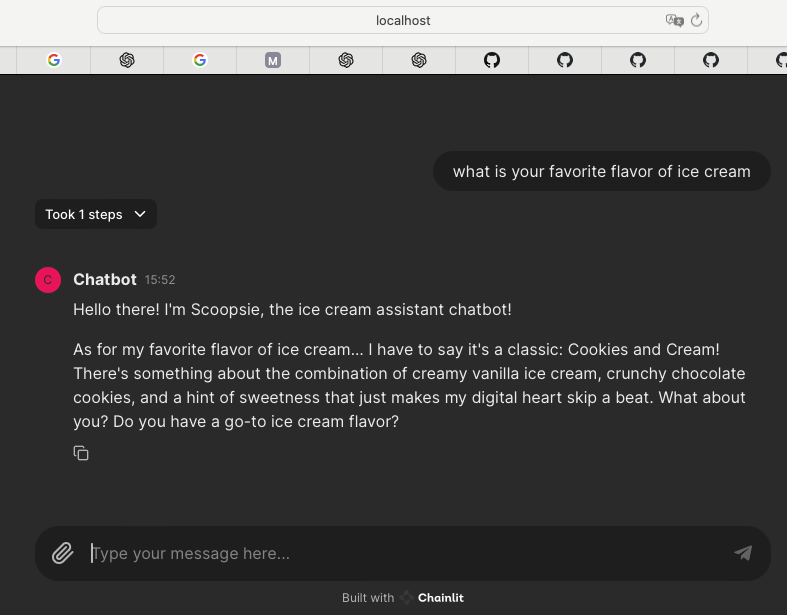 localhost
M
what is your favorite flavor of ice cream
Took 1 steps
C
Chatbot 15:52
Hello there! I'm Scoopsie, the ice cream assistant chatbot!
As for my favorite flavor of ice cream... I have to say it's a classic: Cookies and Cream!
There's something about the combination of creamy vanilla ice cream, crunchy chocolate
cookies, and a hint of sweetness that just makes my digital heart skip a beat. What about
you? Do you have a go-to ice cream flavor?
Type your message here...
Built with Chainlit